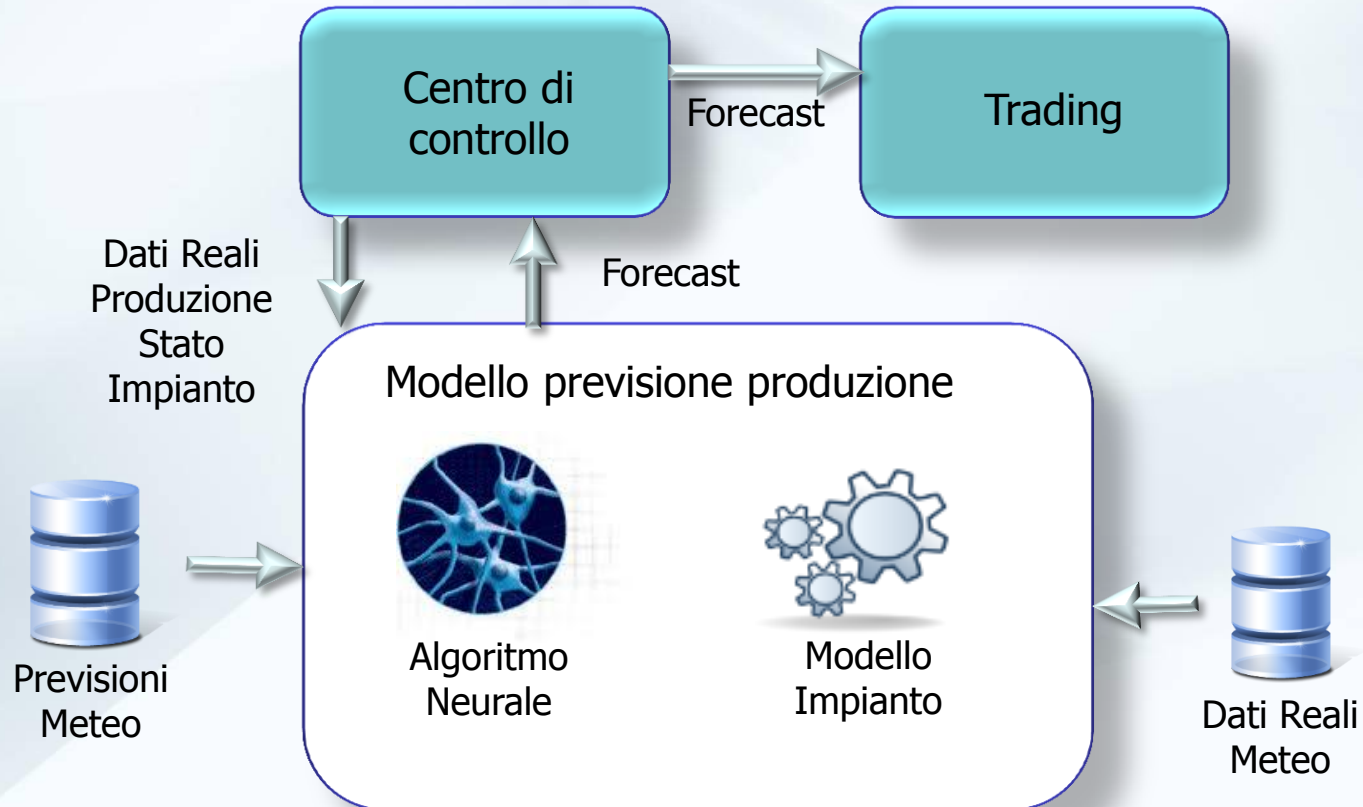 Centro di
controllo
Forecast
Trading
Dati Reali
Produzione
Stato
Impianto
Forecast
Modello previsione produzione
Algoritmo
Neurale
Modello
Impianto
Previsioni
Meteo
Dati Reali
Meteo